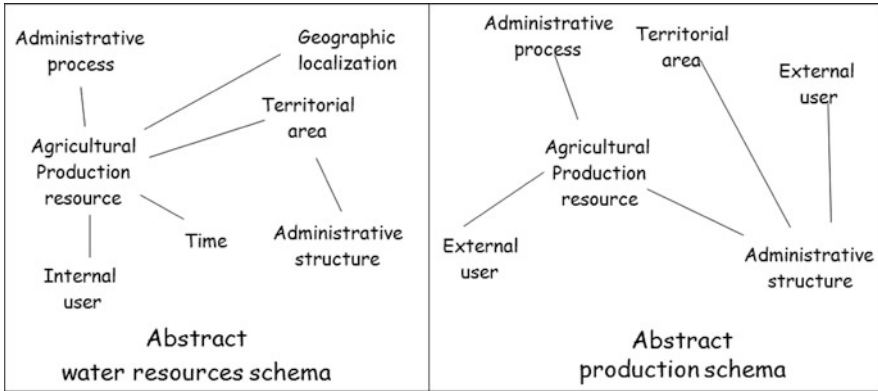 Administrative
process
Geographic
localization
Territorial
area
Agricultural
Production
resource
Time
Administrative
structure
Internal
user
Abstract
water resources schema
Administrative
process
Territorial
area
External
user
Agricultural
Production
resource
External
user
Administrative
structure
Abstract
production schema